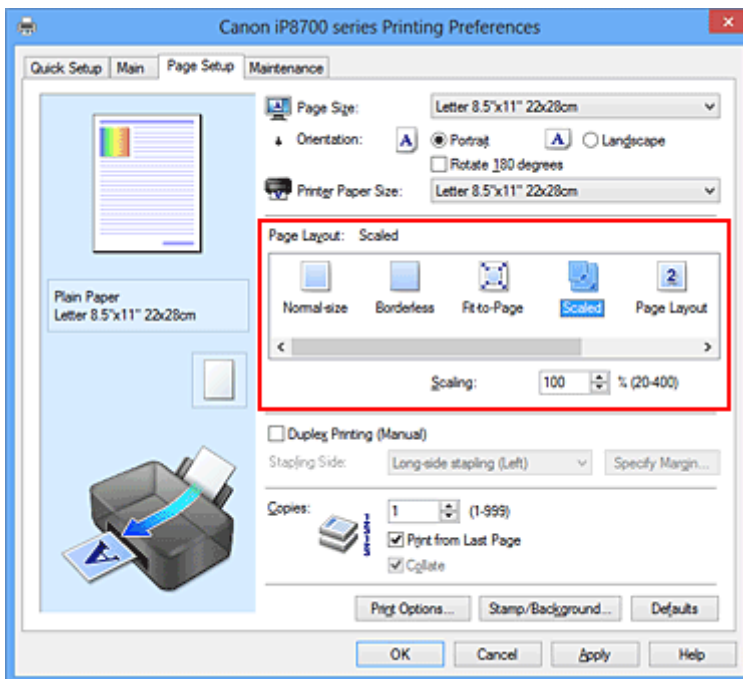 Canon iP8700 series Printing Preferences
Quick Setup Main Page Setup Maintenance
Page Size: Letter 8.5"x11" 22x28cm
Orientation: A Portrait A Landscape
Rotate 180 degrees
Printer Paper Size: Letter 8.5"x11" 22x28cm
Page Layout: Scaled
Normal-size Borderless Fit-to-Page Scaled Page Layout
Scaling: 100 % (20-400)
Plain Paper
Letter 8.5"x11" 22x28cm
Duplex Printing (Manual)
Stapling Side: Long-side stapling (Left) Specify Margin...
Copies: 1 (1-999)
Print from Last Page
Collate
Print Options... Stamp/Background... Defaults
OK Cancel Apply Help